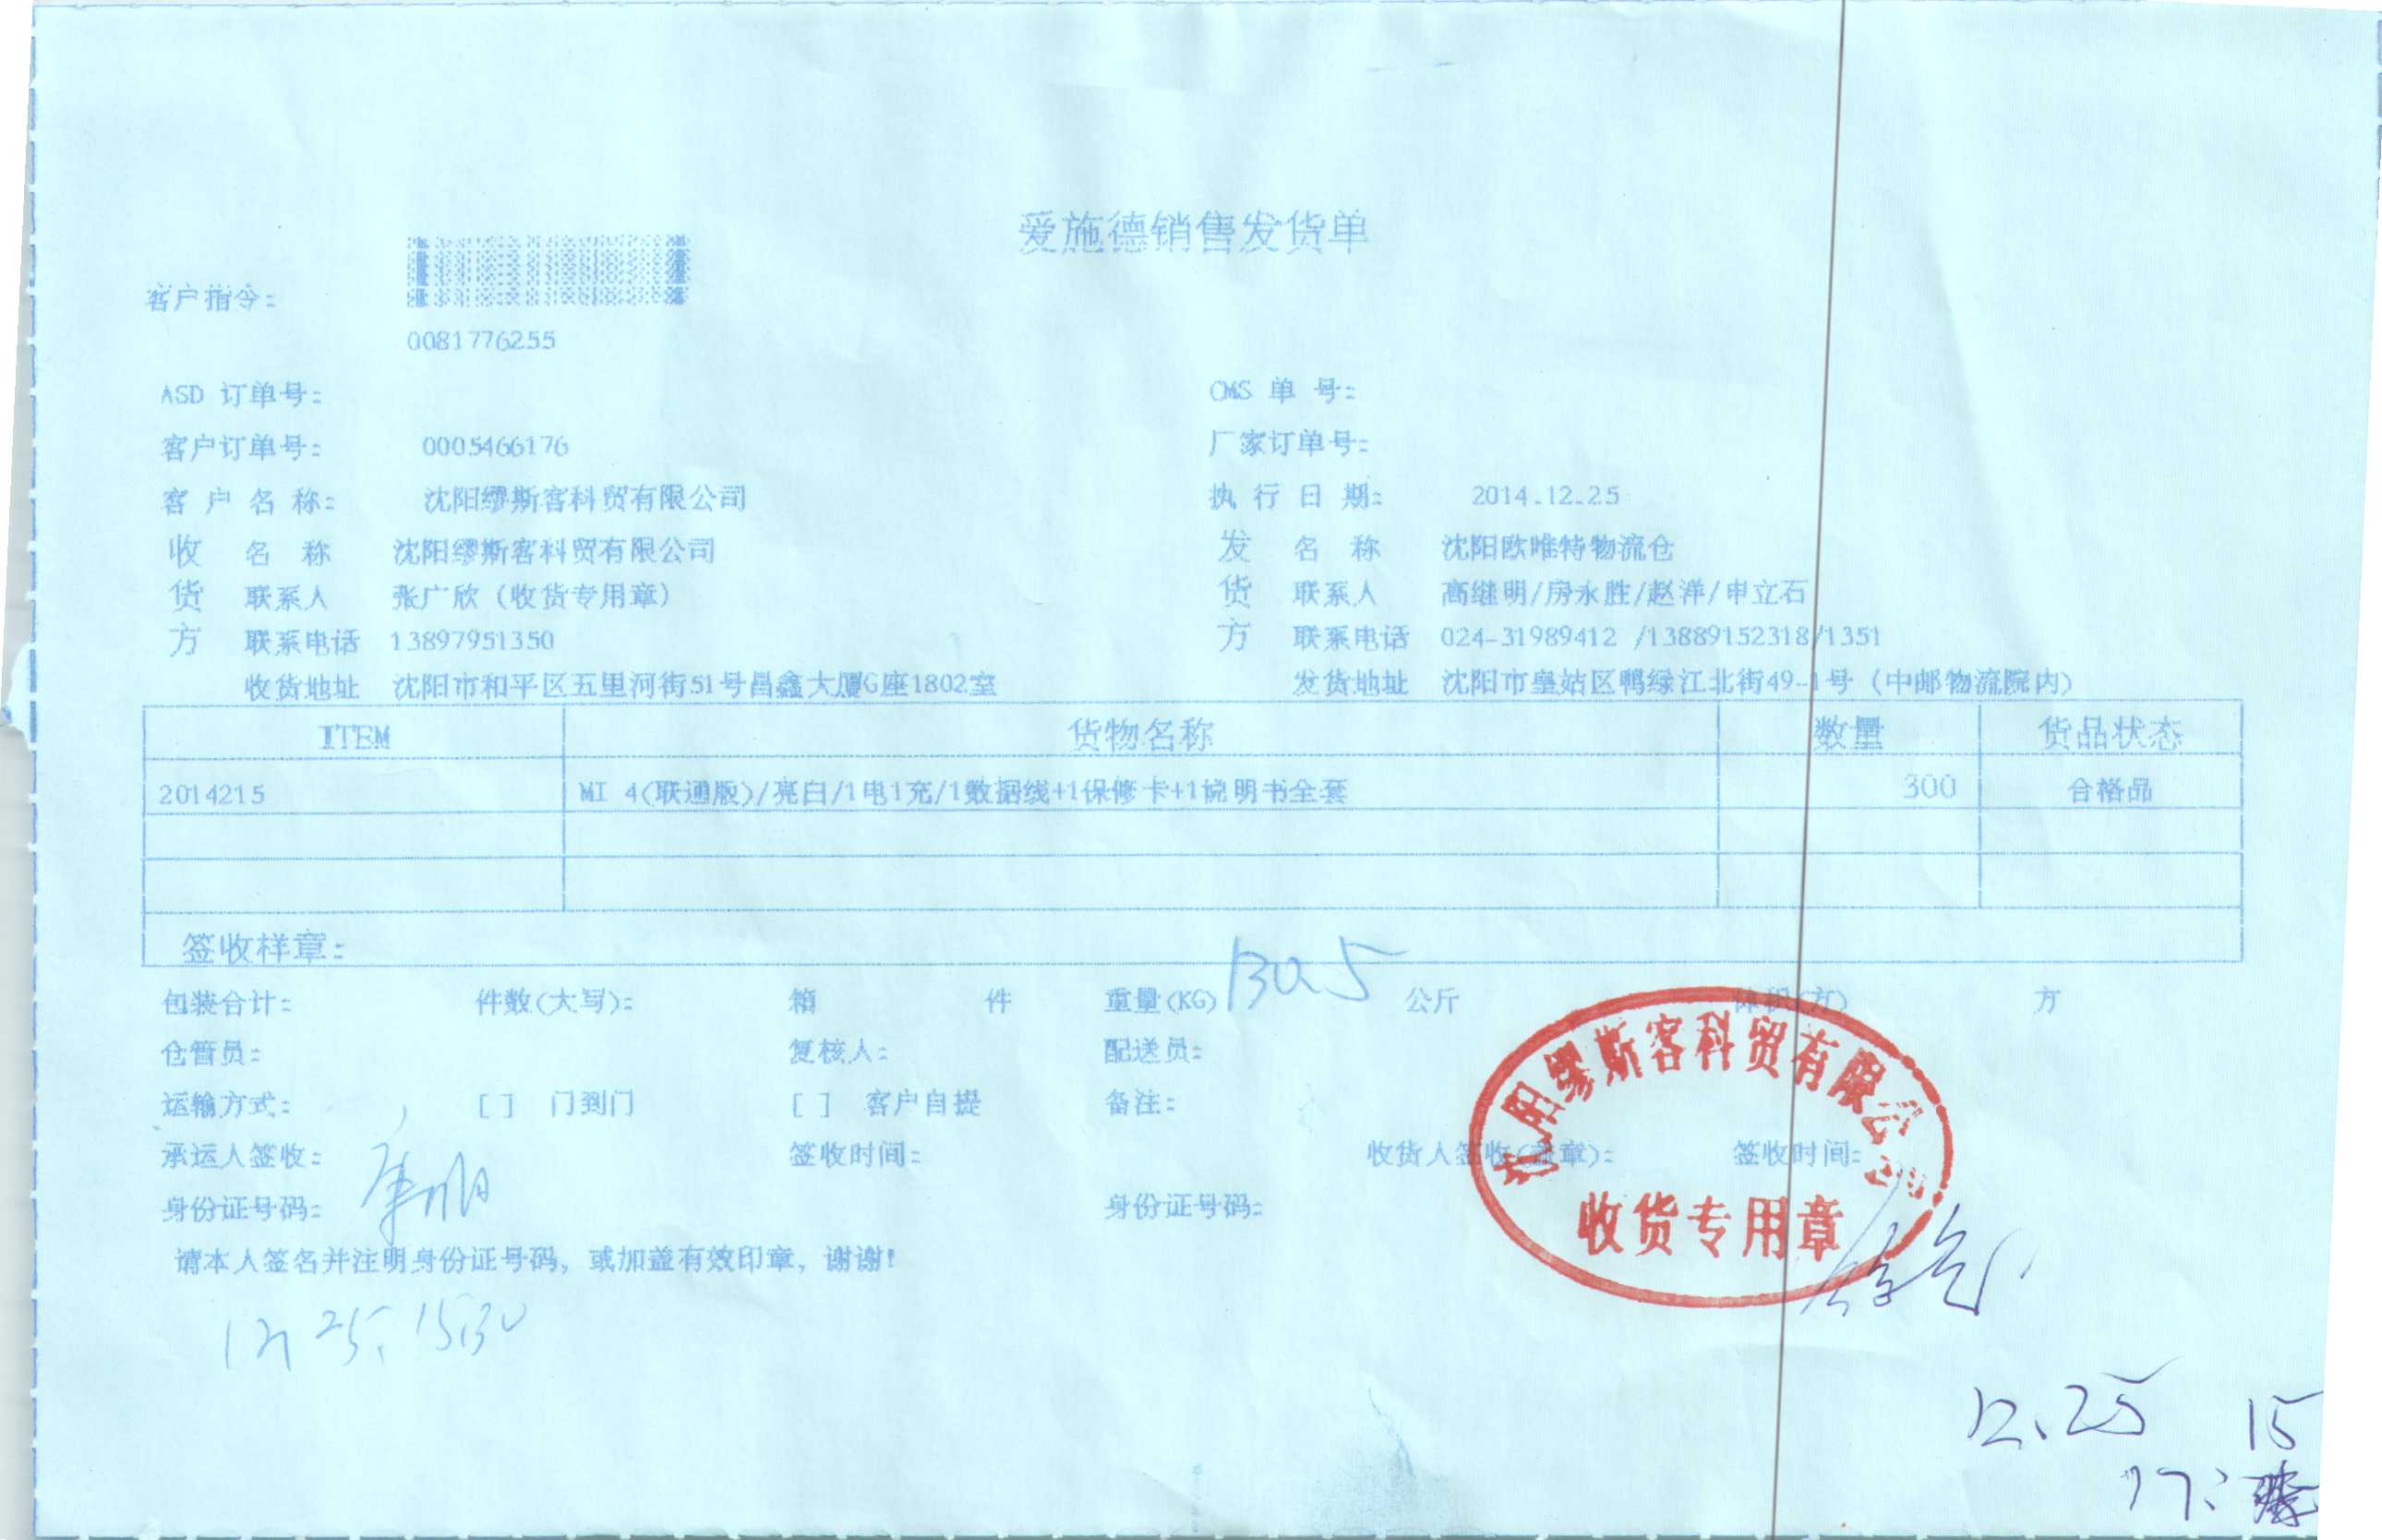 爱施德销售发货单
客户指令：
0081776255
ASD 订单号： CMS 单 号：
客户订单号： 0005466176 厂家订单号：
客 户 名 称： 沈阳缪斯客科贸有限公司 执 行 日 期： 2014.12.25
收 名 称 沈阳缪斯客科贸有限公司 发 名 称 沈阳欧唯特物流仓
货 联系人 张广欣（收货专用章） 货 联系人 高继明/房永胜/赵洋/申立石
方 联系电话 13897951350 方 联系电话 024-31989412 /13889152318/1351
收货地址 沈阳市和平区五里河街51号昌鑫大厦G座1802室 发货地址 沈阳市皇姑区鸭绿江北街49-1号（中邮物流院内）
ITEM 货物名称 数量 货品状态
2014215 MI 4(联通版)/亮白/1电1充/1数据线+1保修卡+1说明书全套 300 合格品
签收样章：
包装合计： 件数(大写)： 箱 件 重量(KG) 130.5 公斤 体积(方) 方
仓管员： 复核人： 配送员：
运输方式： [ ] 门到门 [ ] 客户自提 备注：
承运人签收： 签收时间： 收货人签收(盖章)： 签收时间：
身份证号码： 身份证号码：
请本人签名并注明身份证号码，或加盖有效印章，谢谢！
沈阳缪斯客科贸有限公司
收货专用章
12.25 15
17: